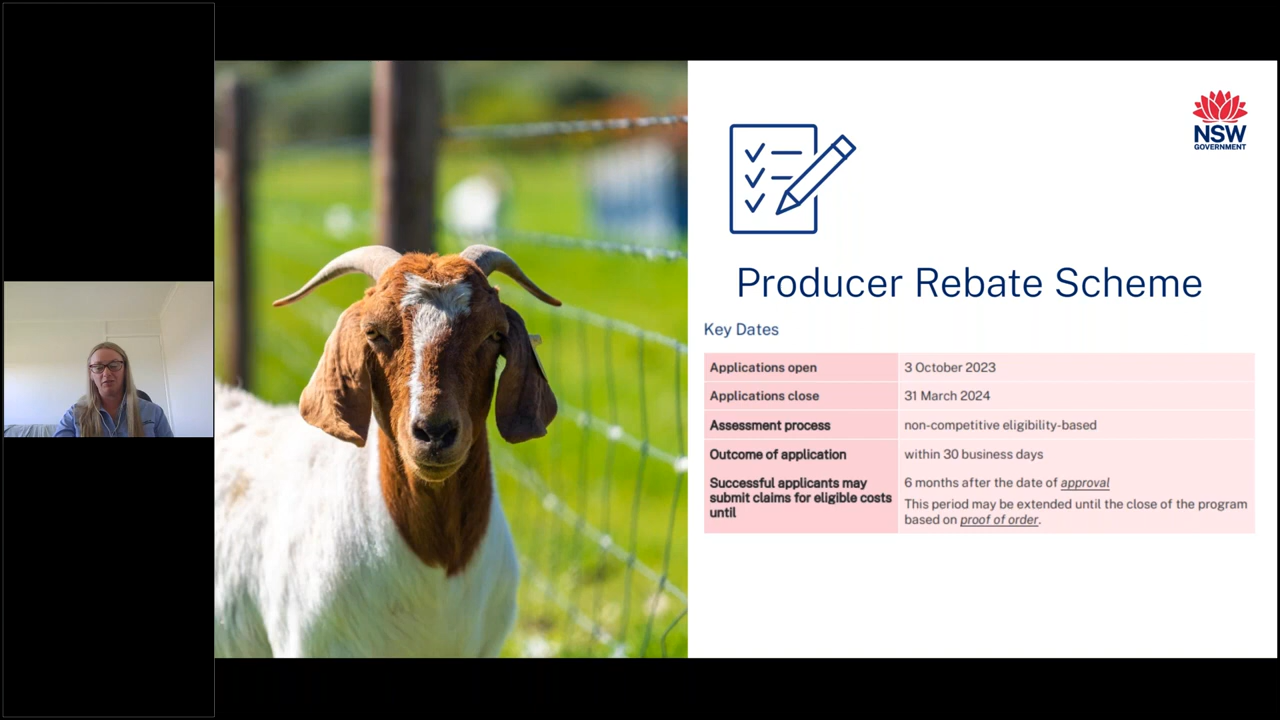 NSW
GOVERNMENT
Producer Rebate Scheme
Key Dates
Applications open
3 October 2023
Applications close
31 March 2024
Assessment process
non-competitive eligibility-based
Outcome of application
within 30 business days
Successful applicants may
submit claims for eligible costs
until
6 months after the date of approval
This period may be extended until the close of the program
based on proof of order.